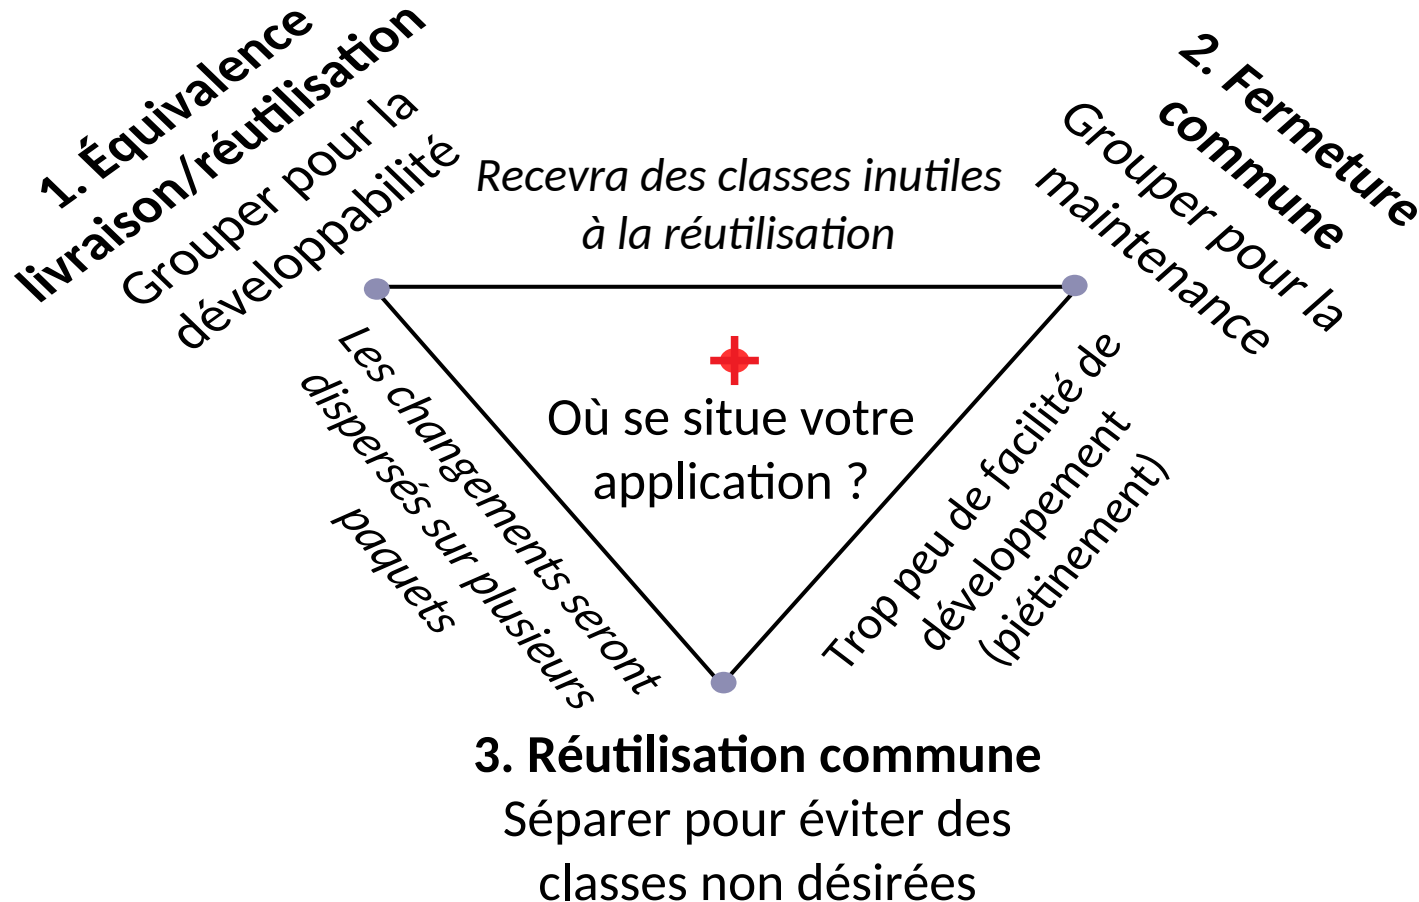 1. Équivalence
livraison/réutilisation
Grouper pour la
développabilité
2. Fermeture
commune
Grouper pour la
maintenance
Recevra des classes inutiles
à la réutilisation
Où se situe votre
application ?
Les changements seront
dispersés sur plusieurs
paquets
Trop peu de facilité de
développement
(piétinement)
3. Réutilisation commune
Séparer pour éviter des
classes non désirées